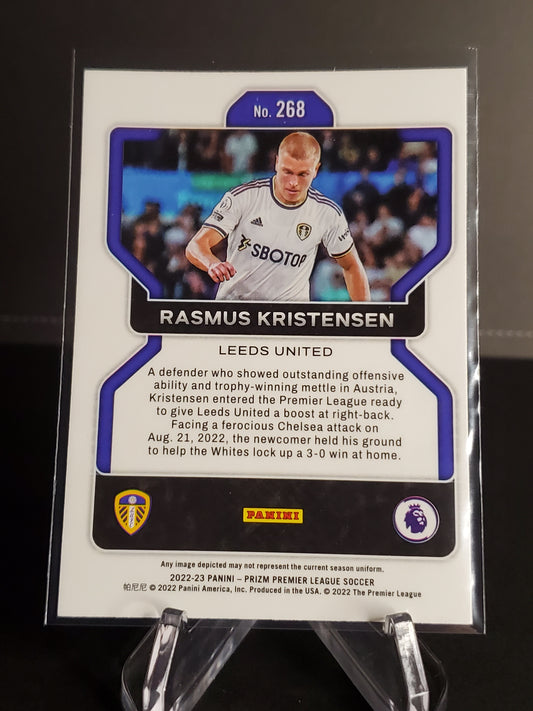 No. 268
SBOTOP
RASMUS KRISTENSEN
LEEDS UNITED
A defender who showed outstanding offensive
ability and trophy-winning mettle in Austria,
Kristensen entered the Premier League ready
to give Leeds United a boost at right-back.
Facing a ferocious Chelsea attack on
Aug. 21, 2022, the newcomer held his ground
to help the Whites lock up a 3-0 win at home.
PANINI
Any image depicted may not represent the current season uniform.
2022-23 PANINI – PRIZM PREMIER LEAGUE SOCCER
帕尼尼 © 2022 Panini America, Inc. Produced in the USA. © 2022 The Premier League